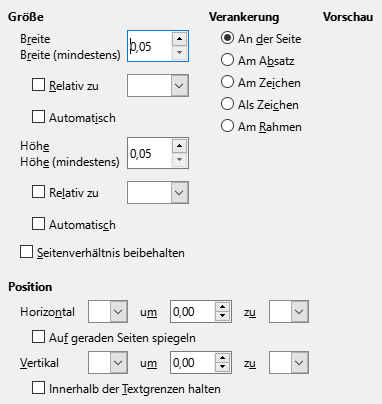 Größe
Verankerung
Vorschau
Breite
Breite (mindestens)
0,05
An der Seite
Am Absatz
Relativ zu
Am Zeichen
Als Zeichen
Automatisch
Am Rahmen
Höhe
Höhe (mindestens)
0,05
Relativ zu
Automatisch
Seitenverhältnis beibehalten
Position
Horizontal um 0,00 zu
Auf geraden Seiten spiegeln
Vertikal um 0,00 zu
Innerhalb der Textgrenzen halten